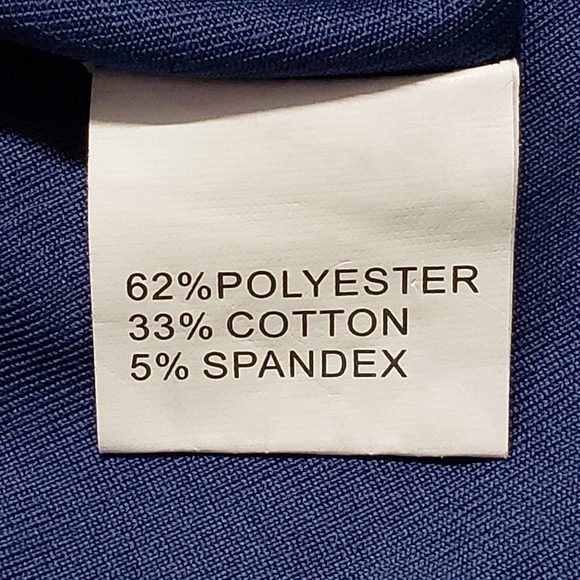 62%POLYESTER
33% COTTON
5% SPANDEX